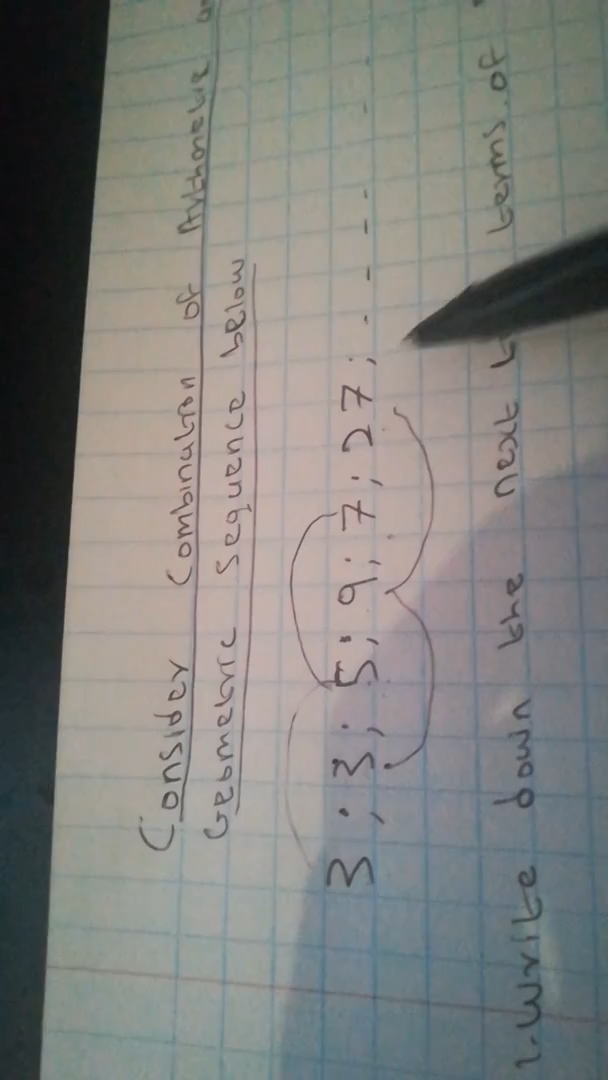 Consider Combination of Arithmetic
Geometric Sequence below
3 ; 3 ; 5 ; 9 ; 7 ; 27 ; - - - - -
1. Write down the next terms of